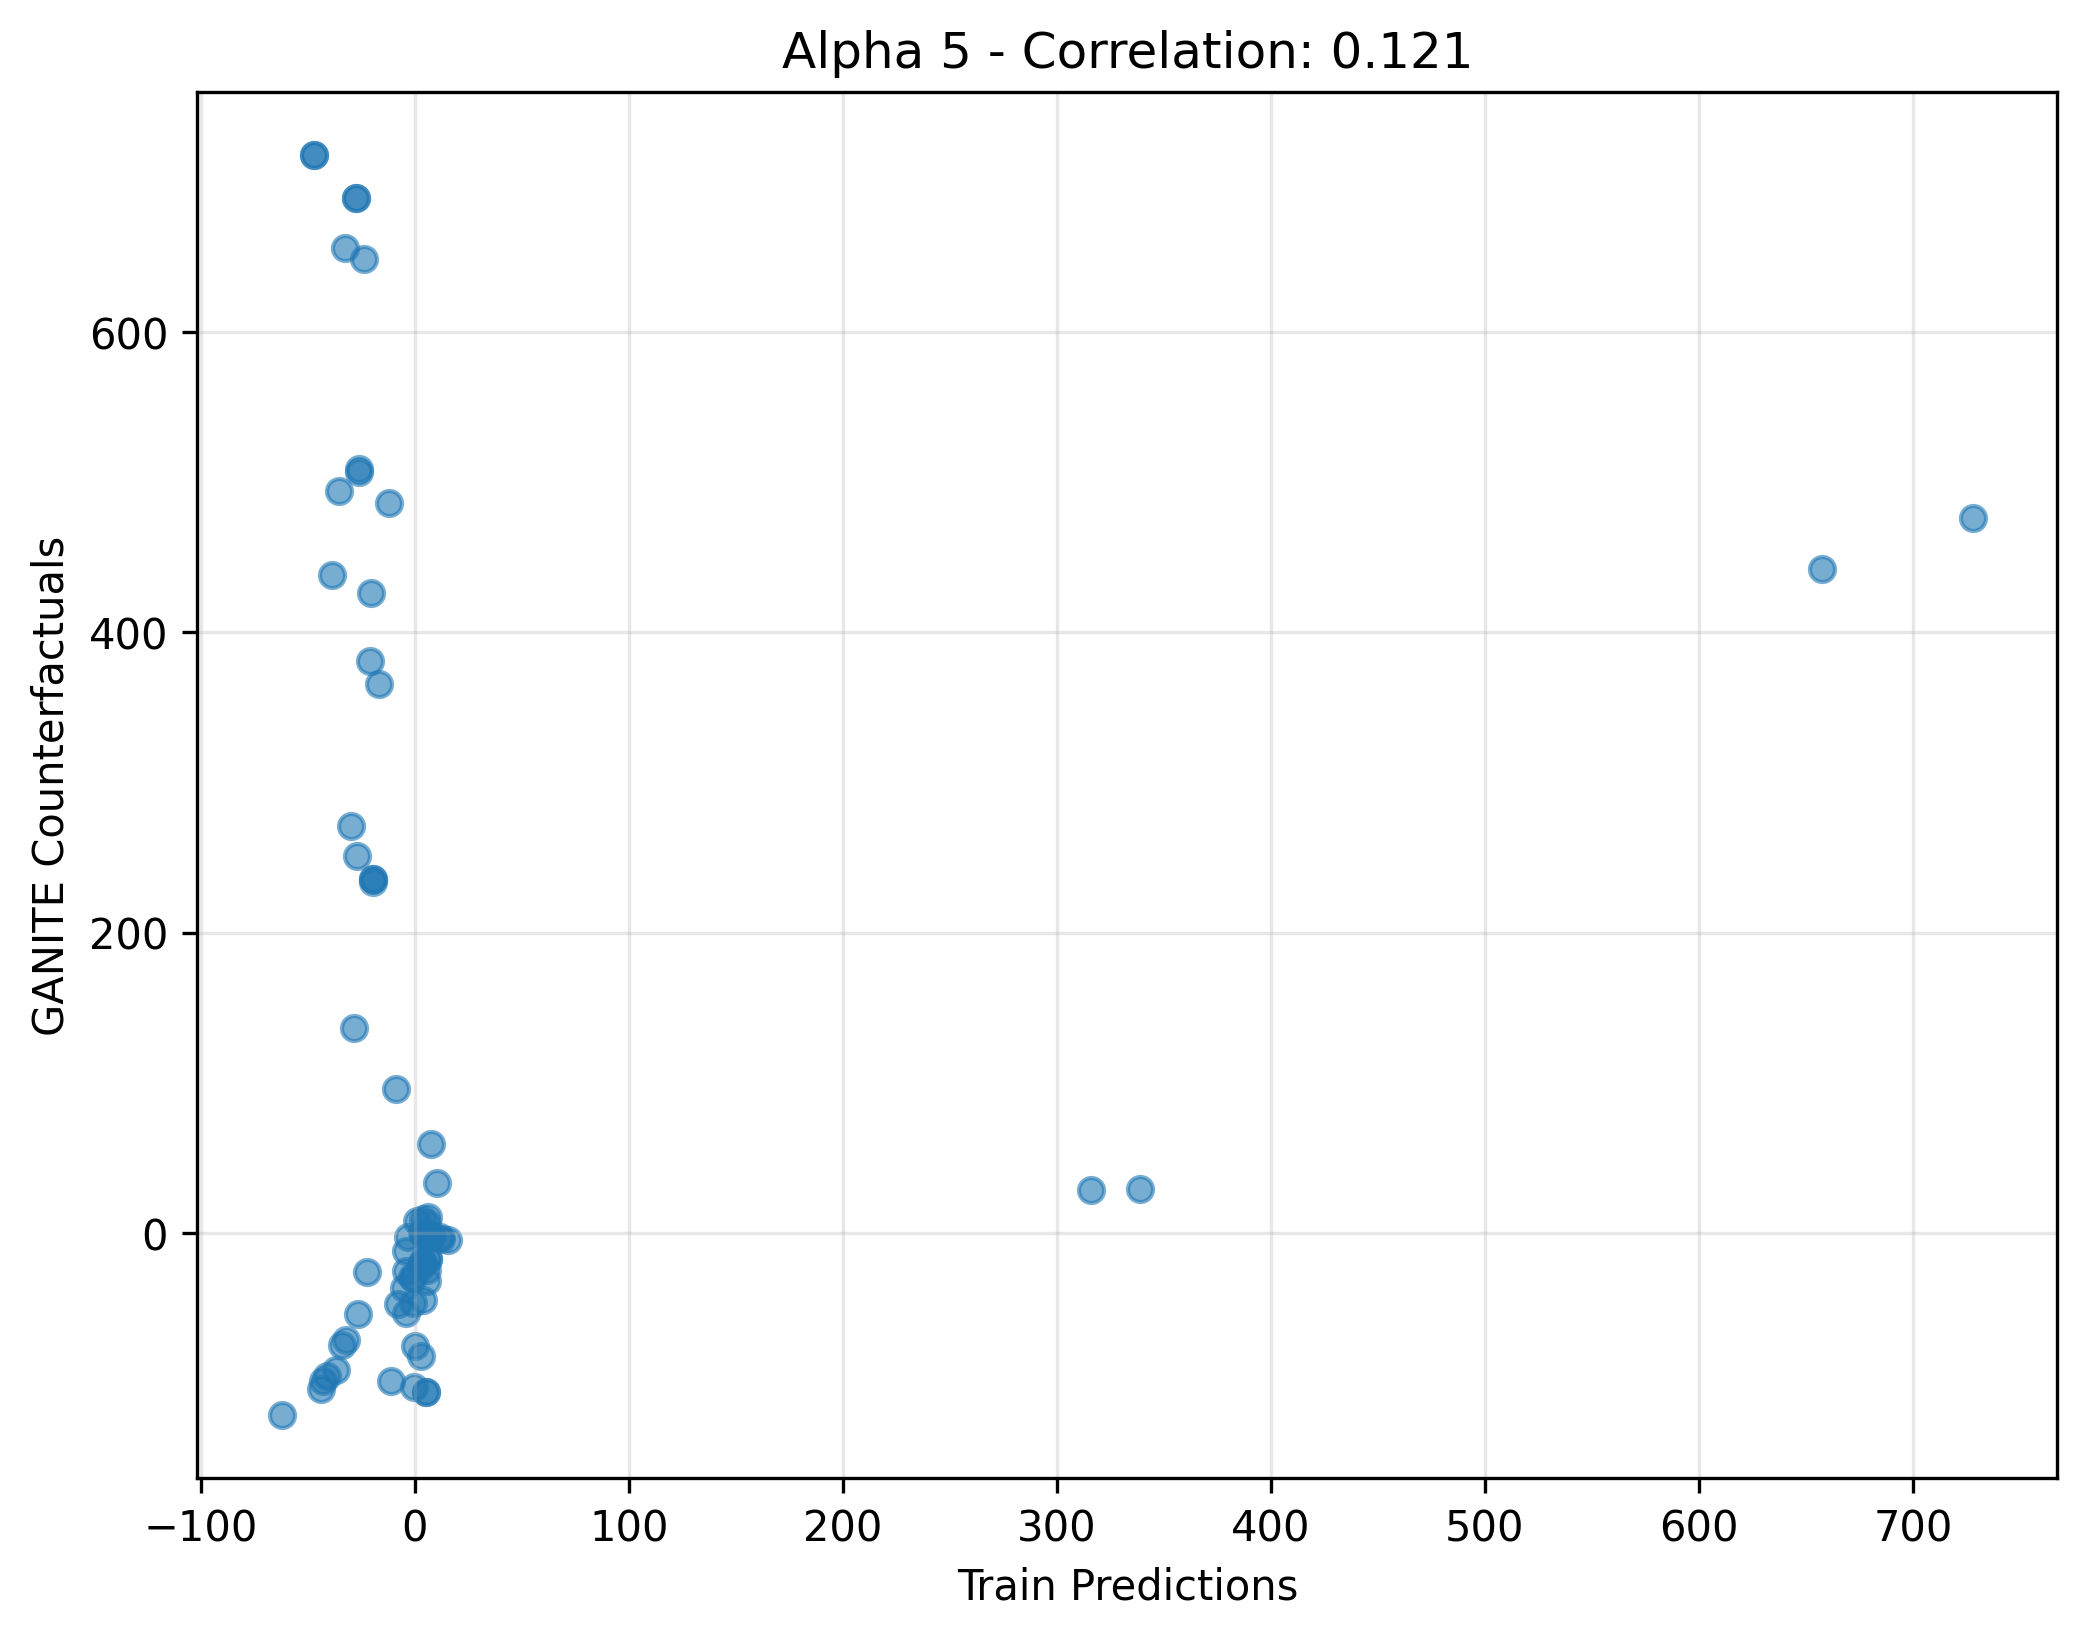 Alpha 5 - Correlation: 0.121
GANITE Counterfactuals
600
400
200
0
−100 0 100 200 300 400 500 600 700
Train Predictions